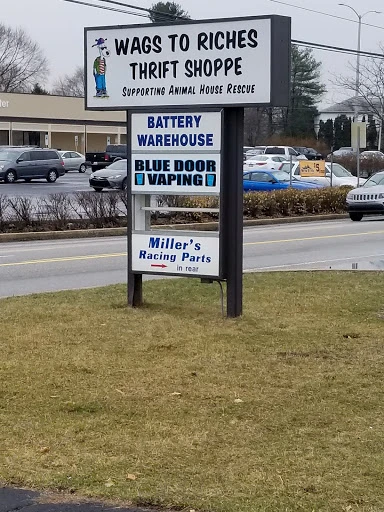 WAGS TO RICHES
THRIFT SHOPPE
SUPPORTING ANIMAL HOUSE RESCUE
BATTERY
WAREHOUSE
BLUE DOOR
VAPING
Miller's
Racing Parts
in rear